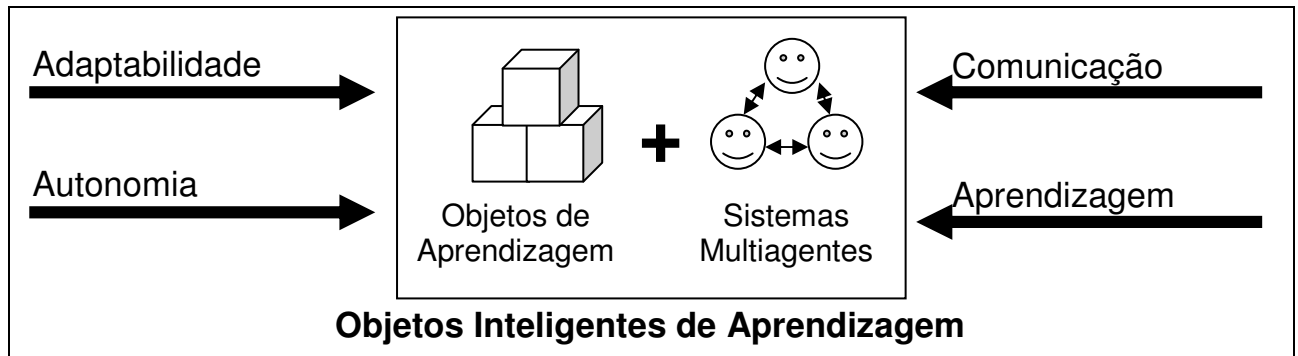 Adaptabilidade
Autonomia
+
Objetos de
Aprendizagem
Sistemas
Multiagentes
Comunicação
Aprendizagem
Objetos Inteligentes de Aprendizagem